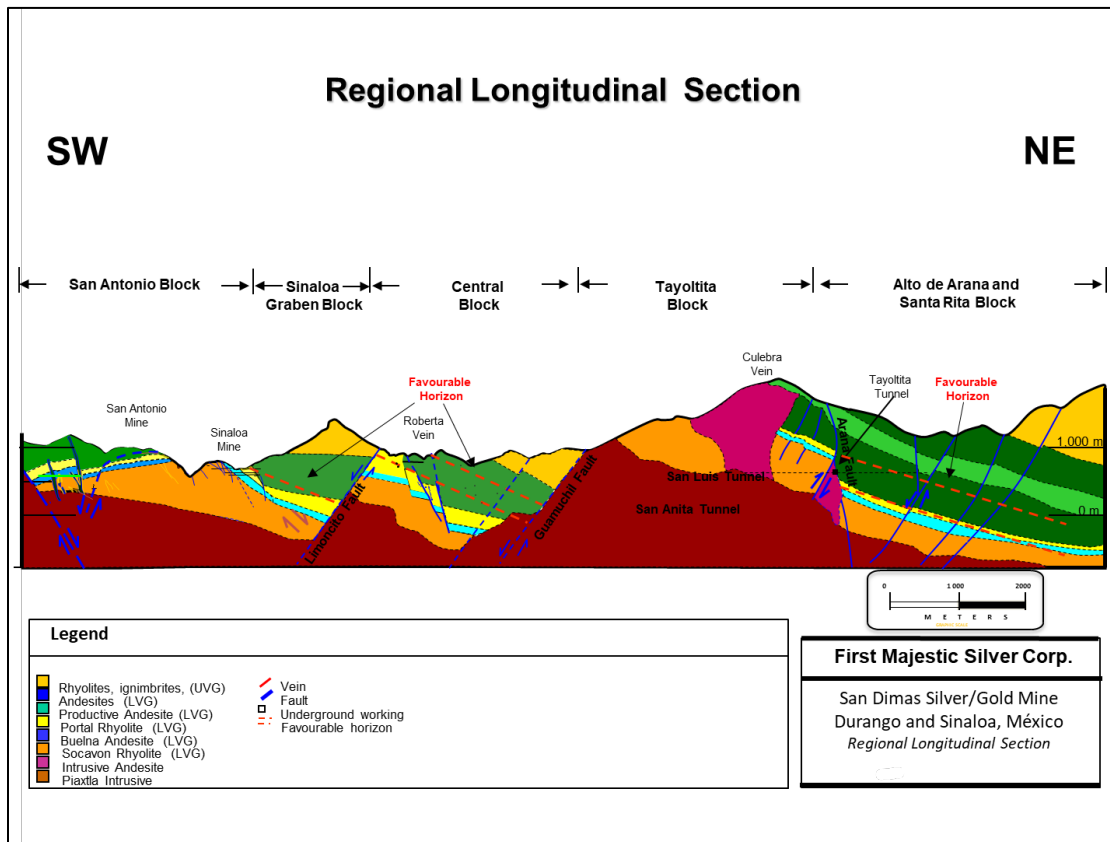 Regional Longitudinal Section
SW
NE
San Antonio Block
Sinaloa
Graben Block
Central
Block
Tayoltita
Block
Alto de Arana and
Santa Rita Block
San Antonio
Mine
Sinaloa
Mine
Favourable
Horizon
Roberta
Vein
Culebra
Vein
Tayoltita
Tunnel
Favourable
Horizon
1,000 m
0 m
Limoncito Fault
Guamuchil Fault
Arana Fault
San Luis Tunnel
San Anita Tunnel
0 1 000 2000
M E T E R S
GRAPHIC SCALE
Legend
Rhyolites, ignimbrites, (UVG)
Andesites (LVG)
Productive Andesite (LVG)
Portal Rhyolite (LVG)
Buelna Andesite (LVG)
Socavon Rhyolite (LVG)
Intrusive Andesite
Piaxtla Intrusive
Vein
Fault
Underground working
Favourable horizon
First Majestic Silver Corp.
San Dimas Silver/Gold Mine
Durango and Sinaloa, México
Regional Longitudinal Section